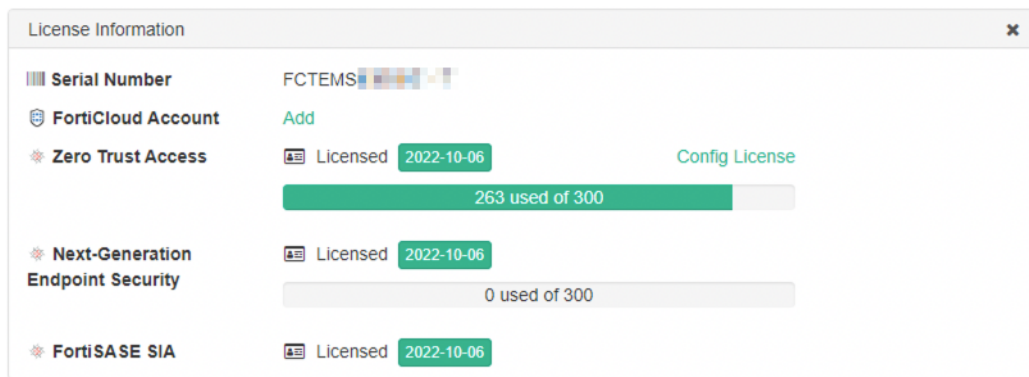 License Information
Serial Number FCTEMS
FortiCloud Account Add
Zero Trust Access Licensed 2022-10-06 Config License
263 used of 300
Next-Generation Endpoint Security Licensed 2022-10-06
0 used of 300
FortiSASE SIA Licensed 2022-10-06